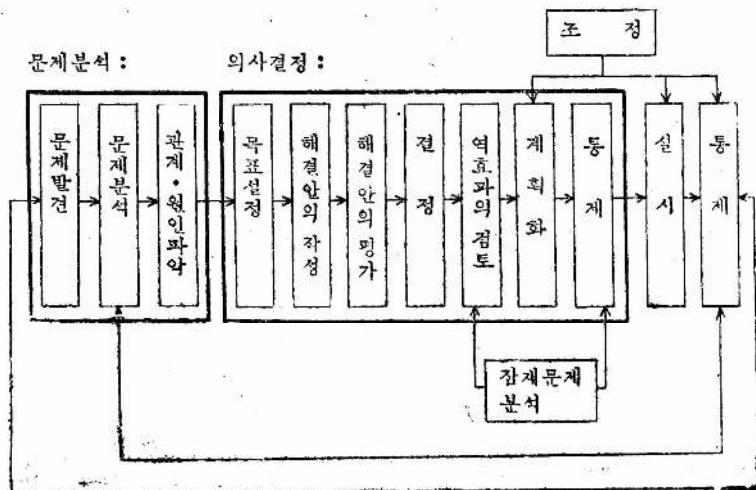 조 정
문제분석 :
의사결정 :
문제발견
문제분석
관계·원인파악
목표설정
해결안의 작성
해결안의 평가
결정
역효과의 검토
계획화
통제
실시
통제
잠재문제
분석